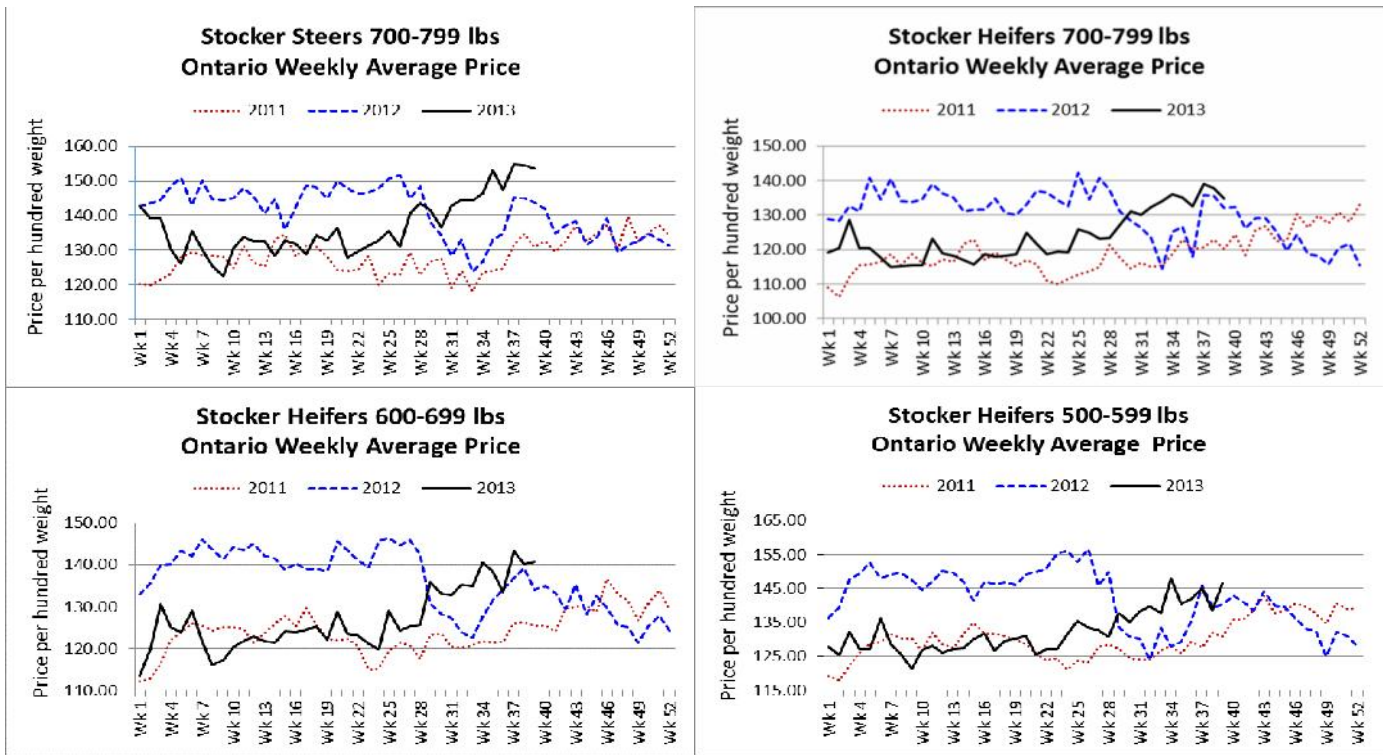 Stocker Steers 700-799 lbs
Ontario Weekly Average Price
2011 2012 2013
Price per hundred weight
160.00
150.00
140.00
130.00
120.00
110.00
Wk 1
Wk 4
Wk 7
Wk 10
Wk 13
Wk 16
Wk 19
Wk 22
Wk 25
Wk 28
Wk 31
Wk 34
Wk 37
Wk 40
Wk 43
Wk 46
Wk 49
Wk 52
Stocker Heifers 700-799 lbs
Ontario Weekly Average Price
2011 2012 2013
Price per hundred weight
150.00
140.00
130.00
120.00
110.00
100.00
Wk 1
Wk 4
Wk 7
Wk 10
Wk 13
Wk 16
Wk 19
Wk 22
Wk 25
Wk 28
Wk 31
Wk 34
Wk 37
Wk 40
Wk 43
Wk 46
Wk 49
Wk 52
Stocker Heifers 600-699 lbs
Ontario Weekly Average Price
2011 2012 2013
Price per hundred weight
150.00
140.00
130.00
120.00
110.00
Wk 1
Wk 4
Wk 7
Wk 10
Wk 13
Wk 16
Wk 19
Wk 22
Wk 25
Wk 28
Wk 31
Wk 34
Wk 37
Wk 40
Wk 43
Wk 46
Wk 49
Wk 52
Stocker Heifers 500-599 lbs
Ontario Weekly Average Price
2011 2012 2013
Price per hundred weight
165.00
155.00
145.00
135.00
125.00
115.00
Wk 1
Wk 4
Wk 7
Wk 10
Wk 13
Wk 16
Wk 19
Wk 22
Wk 25
Wk 28
Wk 31
Wk 34
Wk 37
Wk 40
Wk 43
Wk 46
Wk 49
Wk 52